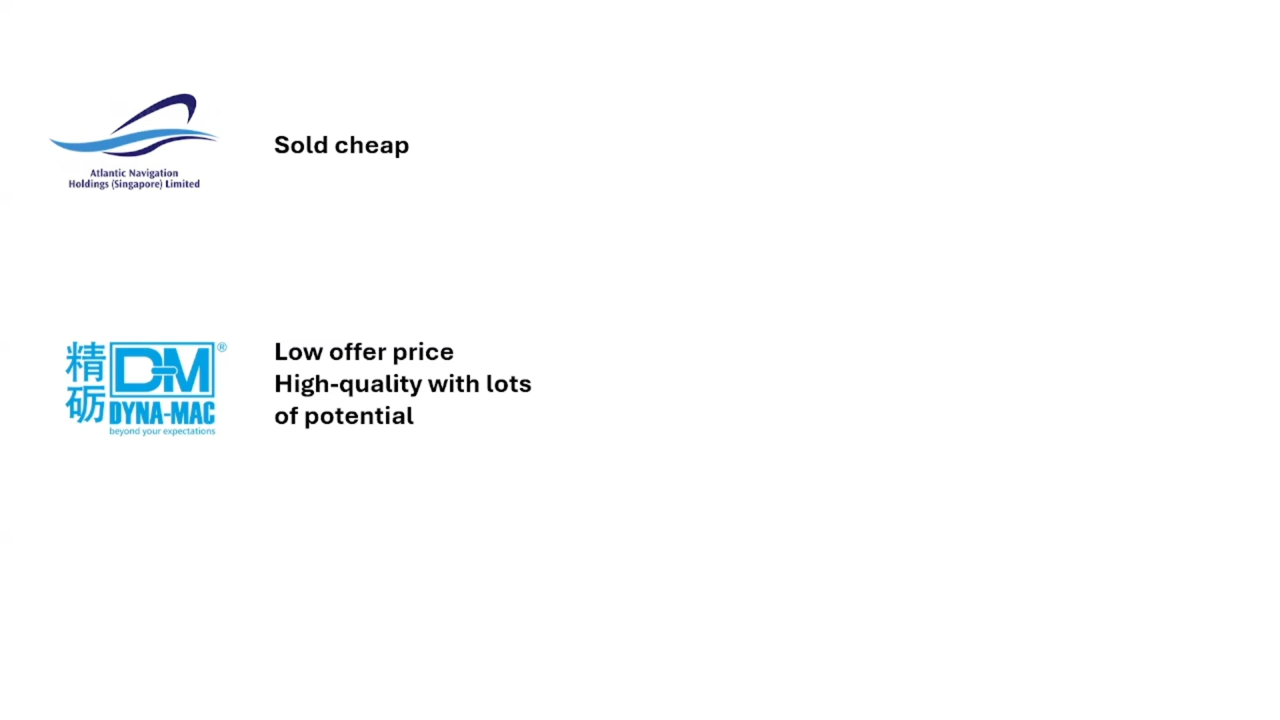 Atlantic Navigation
Holdings (Singapore) Limited
Sold cheap
精砺
DM
®
DYNA-MAC
beyond your expectations
Low offer price
High-quality with lots
of potential